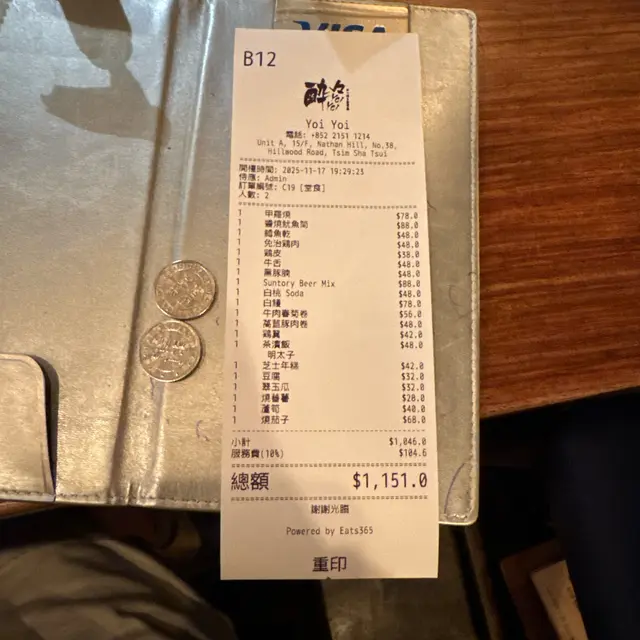 VISA
B12
醉々
Yoi Yoi
電話: +852 2151 1214
Unit A, 15/F, Nathan Hill, No.38,
Hillwood Road, Tsim Sha Tsui
開檯時間: 2025-11-17 19:29:23
侍應: Admin
訂單編號: C19 [堂食]
人數: 2
1 甲羅燒 $78.0
1 醬燒魷魚筒 $88.0
1 鱈魚乾 $48.0
1 免治雞肉 $48.0
1 雞皮 $38.0
1 牛舌 $48.0
1 黑豚腩 $48.0
1 Suntory Beer Mix $88.0
1 白桃 Soda $48.0
1 白鱔 $78.0
1 牛肉春菊卷 $56.0
1 萵苣豚肉卷 $48.0
1 雞翼 $42.0
1 茶漬飯 $48.0
明太子
1 芝士年糕 $42.0
1 豆腐 $32.0
1 翠玉瓜 $32.0
1 燒蕃薯 $28.0
1 蘆筍 $40.0
1 燒茄子 $68.0
小計 $1,046.0
服務費(10%) $104.6
總額 $1,151.0
謝謝光臨
Powered by Eats365
重印